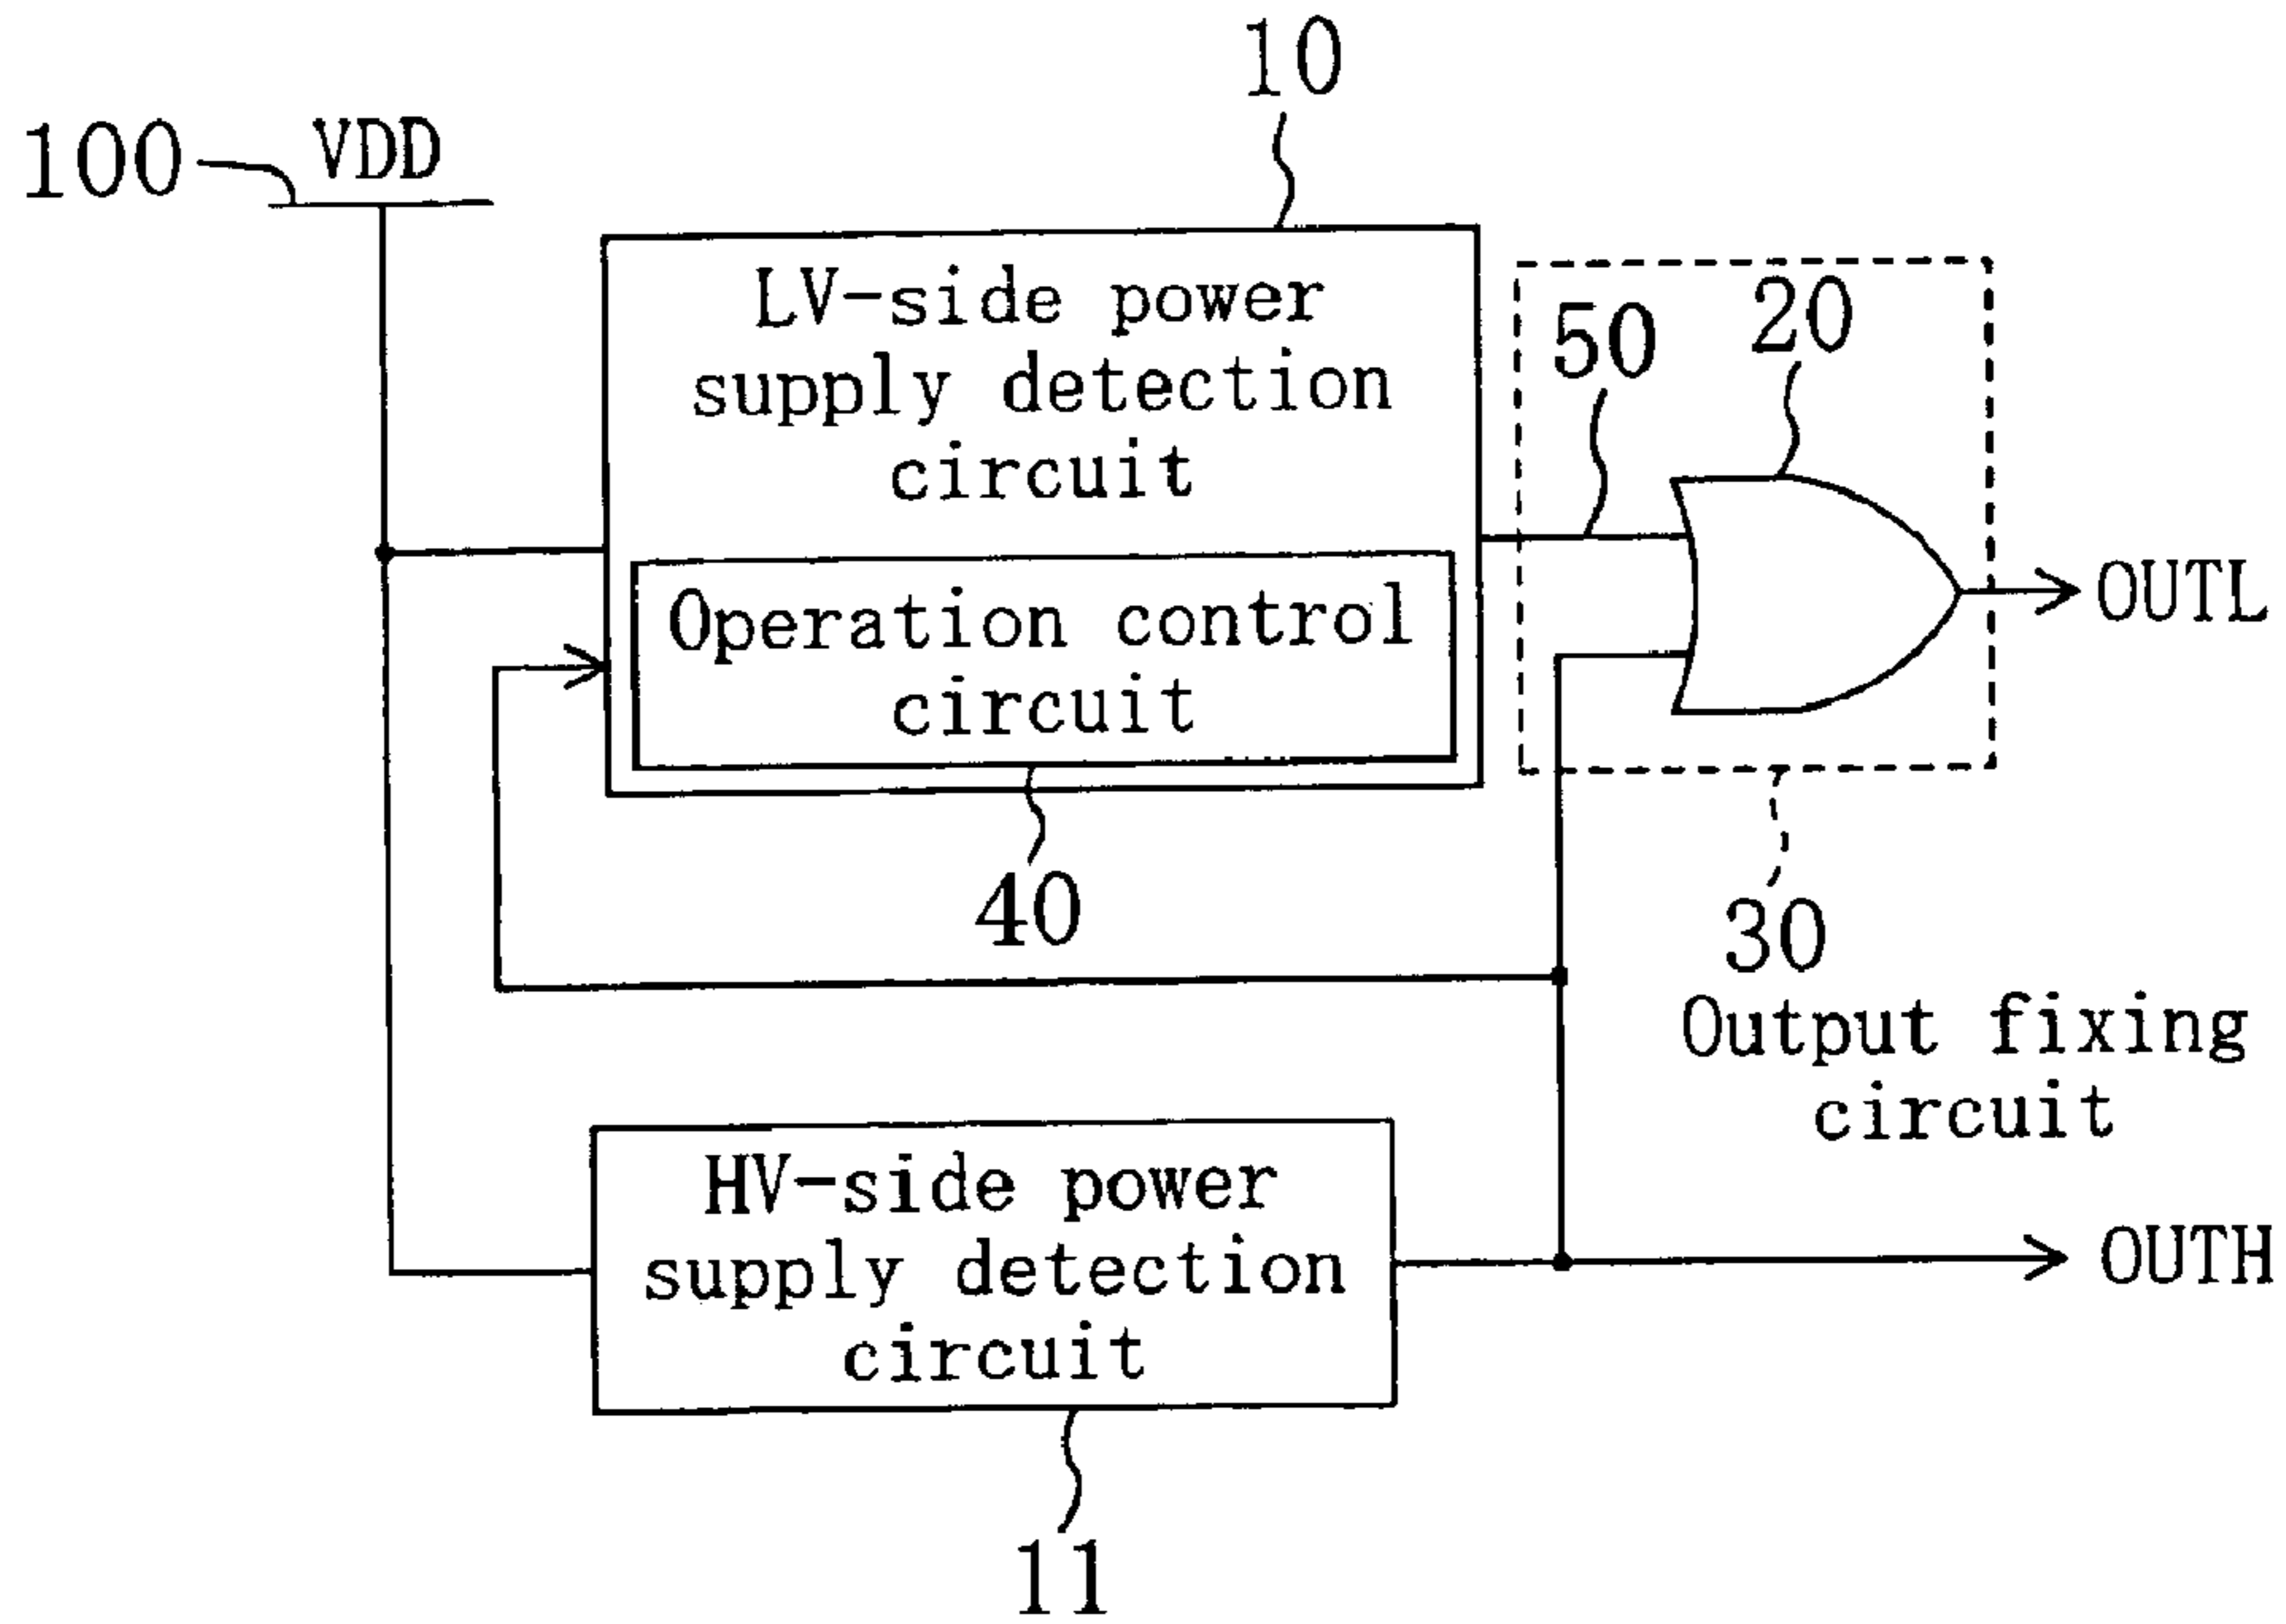 10
100
VDD
LV-side power
supply detection
circuit
50
20
Operation control
circuit
OUTL
40
30
Output fixing
circuit
HV-side power
supply detection
circuit
OUTH
11